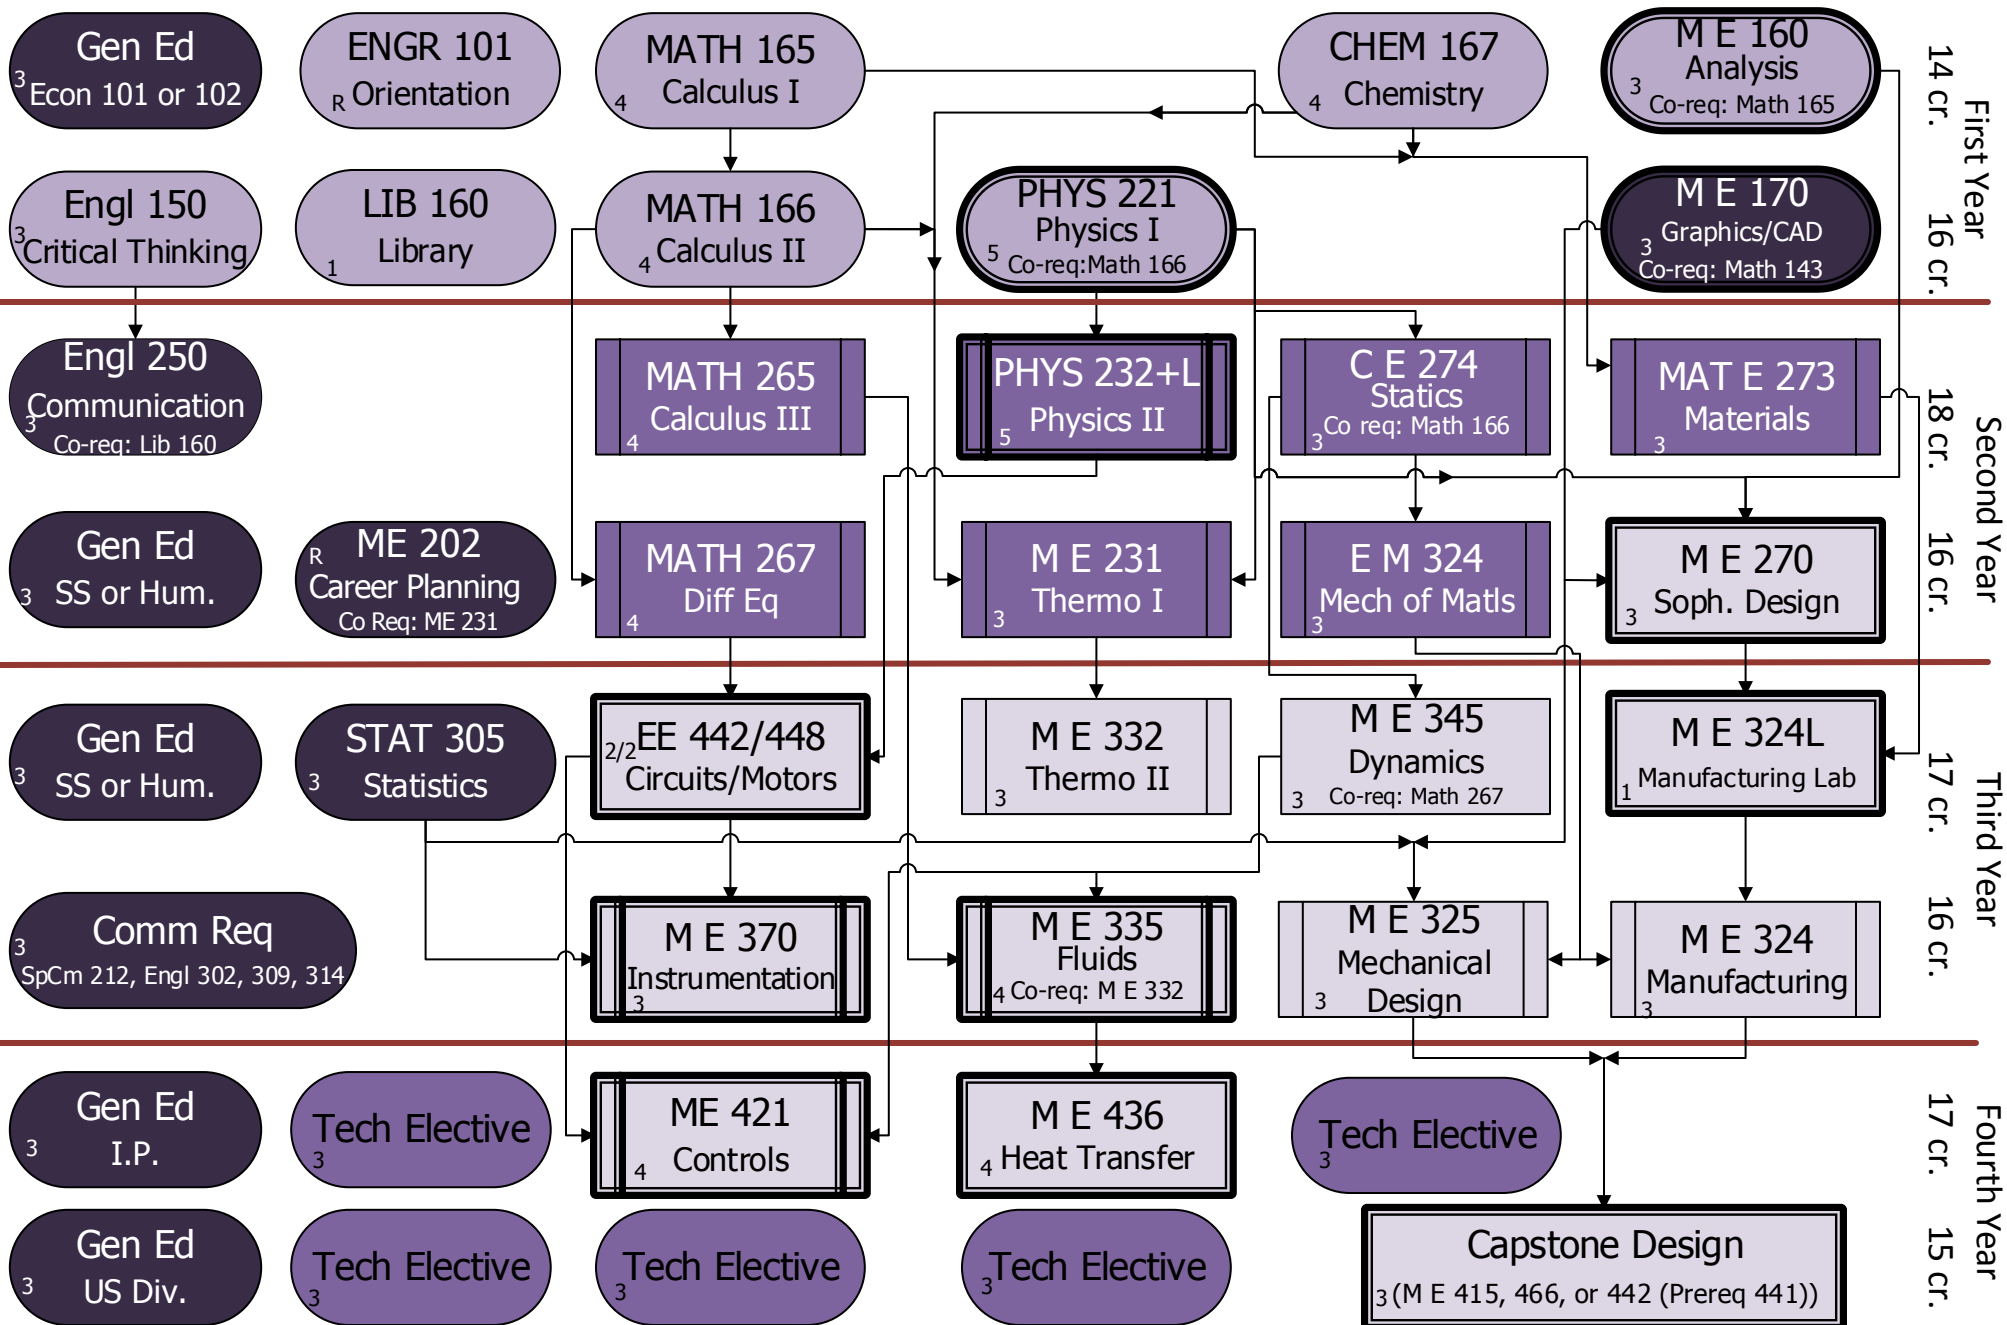 Gen Ed
3
Econ 101 or 102
ENGR 101
R Orientation
MATH 165
Calculus I
4
CHEM 167
4 Chemistry
M E 160
Analysis
3
Co-req: Math 165
14 cr.
First Year
Engl 150
3
Critical Thinking
LIB 160
Library
1
MATH 166
Calculus II
4
PHYS 221
Physics I
5 Co-req:Math 166
M E 170
Graphics/CAD
3
Co-req: Math 143
16 cr.
Engl 250
Communication
3
Co-req: Lib 160
MATH 265
Calculus III
4
PHYS 232+L
Physics II
5
C E 274
Statics
3 Co req: Math 166
MAT E 273
Materials
3
18 cr.
Second Year
Gen Ed
3 SS or Hum.
R ME 202
Career Planning
Co Req: ME 231
MATH 267
Diff Eq
4
M E 231
Thermo I
3
E M 324
Mech of Matls
3
M E 270
Soph. Design
3
16 cr.
Gen Ed
3 SS or Hum.
STAT 305
3 Statistics
2/2 EE 442/448
Circuits/Motors
M E 332
Thermo II
3
M E 345
Dynamics
3 Co-req: Math 267
M E 324L
Manufacturing Lab
1
17 cr.
Third Year
Comm Req
3
SpCm 212, Engl 302, 309, 314
M E 370
Instrumentation
3
M E 335
Fluids
4 Co-req: M E 332
M E 325
Mechanical
Design
3
M E 324
Manufacturing
3
16 cr.
Gen Ed
3 I.P.
Tech Elective
3
ME 421
Controls
4
M E 436
4 Heat Transfer
Tech Elective
3
17 cr.
Fourth Year
Gen Ed
3 US Div.
Tech Elective
3
Tech Elective
3
Tech Elective
3
Capstone Design
3 (M E 415, 466, or 442 (Prereq 441))
15 cr.